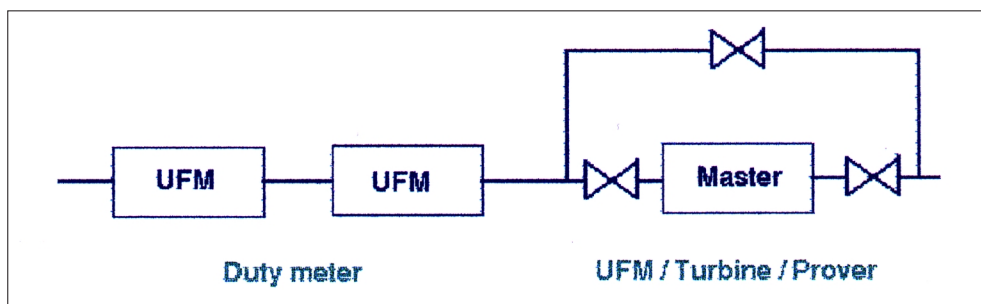 UFM
UFM
Master
Duty meter
UFM / Turbine / Prover